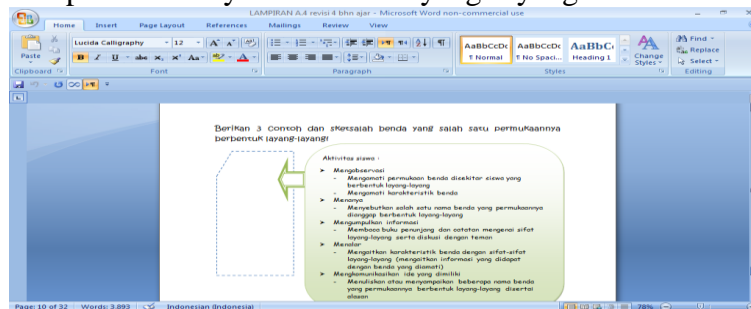 LAMPIRAN A.4 revisi 4 bhn ajar - Microsoft Word non-commercial use
Home Insert Page Layout References Mailings Review View
Paste
Lucida Calligraphy 12
AaBbCcDc AaBbCcDc AaBbC
¶ Normal ¶ No Spaci... Heading 1
Change Styles
Find
Replace
Select
Clipboard Font Paragraph Styles Editing
Berikan 3 Contoh dan sketsalah benda yang salah satu permukaannya
berbentuk layang-layang!
Aktivitas siswa :
➤ Mengobservasi
- Mengamati permukaan benda disekitar siswa yang
berbentuk layang-layang
- Mengamati karakteristik benda
➤ Menanya
- Menyebutkan salah satu nama benda yang permukaannya
dianggap berbentuk layang-layang
➤ Mengumpulkan informasi
- Membaca buku penunjang dan catatan mengenai sifat
layang-layang serta diskusi dengan teman
➤ Menalar
- Mengaitkan karakteristik benda dengan sifat-sifat
layang-layang (mengaitkan informasi yang didapat
dengan benda yang diamati)
➤ Mengkomunikasikan ide yang dimiliki
- Menuliskan atau menyampaikan beberapa nama benda
yang permukaannya berbentuk layang-layang disertai
alasan
Page: 10 of 32 Words: 3.893 Indonesian (Indonesia) 78%